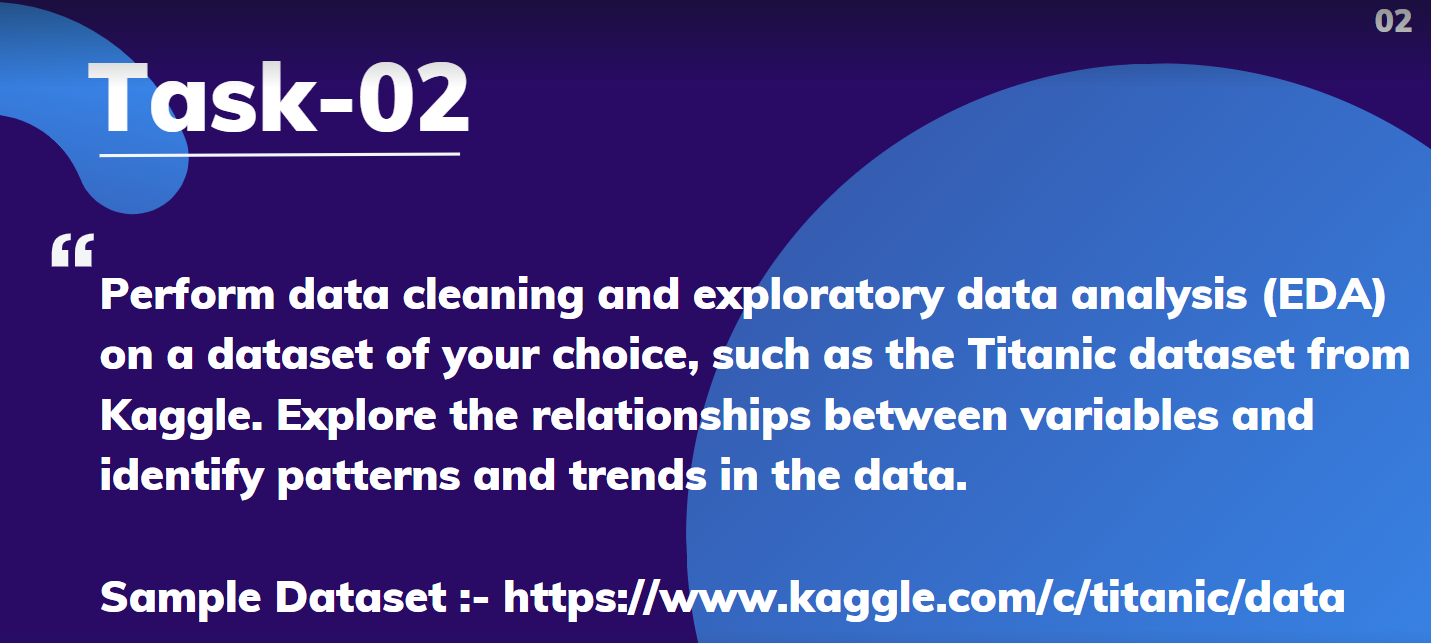 02
Task-02
“
Perform data cleaning and exploratory data analysis (EDA)
on a dataset of your choice, such as the Titanic dataset from
Kaggle. Explore the relationships between variables and
identify patterns and trends in the data.
Sample Dataset :- https://www.kaggle.com/c/titanic/data